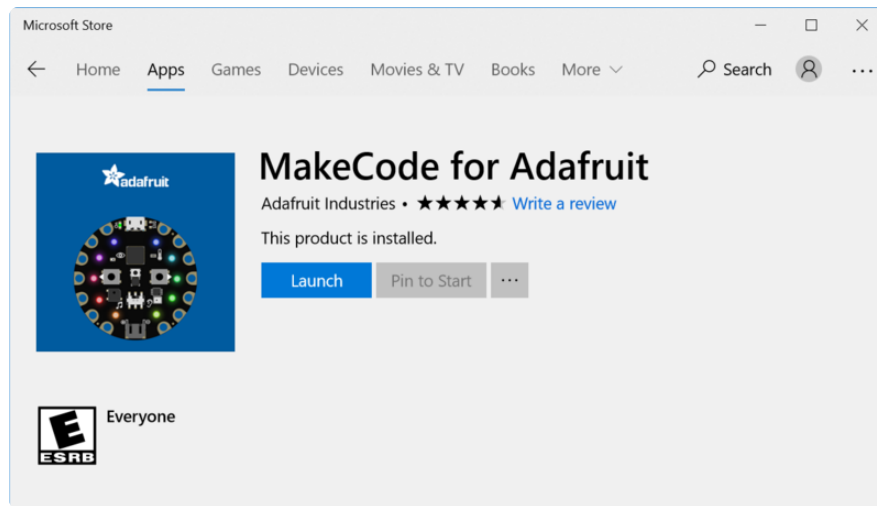 Microsoft Store
Home Apps Games Devices Movies & TV Books More Search
adafruit
MakeCode for Adafruit
Adafruit Industries • ★★★★★ Write a review
This product is installed.
Launch Pin to Start ...
E Everyone
ESRB